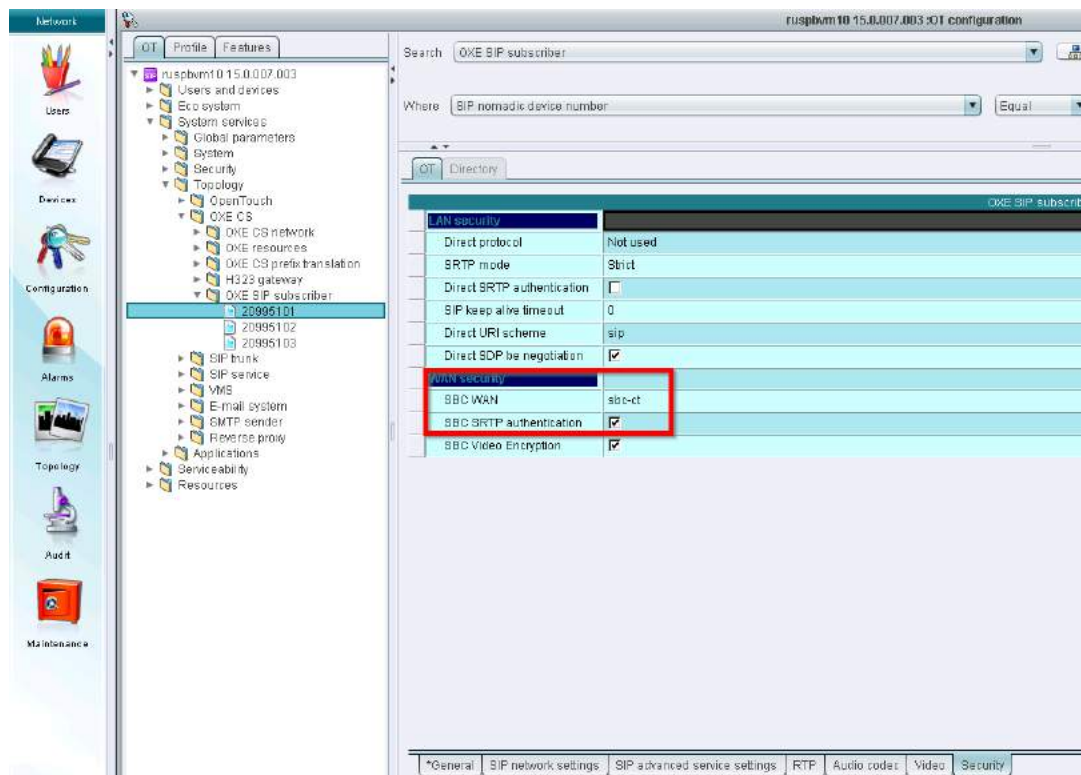 Network
ruspbvm10 15.0.007.003 :OT configuration
Users
Devices
Configuration
Alarms
Topology
Audit
Maintenance
OT Profile Features
ruspbvm10 15.0.007.003
Users and devices
Eco system
System services
Global parameters
System
Security
Topology
OpenTouch
OXE CS
OXE CS network
OXE resources
OXE CS prefix translation
H323 gateway
OXE SIP subscriber
20995101
20995102
20995103
SIP trunk
SIP service
VMS
E-mail system
SMTP sender
Reverse proxy
Applications
Serviceability
Resources
Search OXE SIP subscriber
Where SIP nomadic device number Equal
OT Directory
OXE SIP subscrib
LAN security
Direct protocol Not used
SRTP mode Strict
Direct SRTP authentication
SIP keep alive timeout 0
Direct URI scheme sip
Direct SDP be negotiation
WAN security
SBC WAN sbc-ct
SBC SRTP authentication
SBC Video Encryption
*General SIP network settings SIP advanced service settings RTP Audio codec Video Security